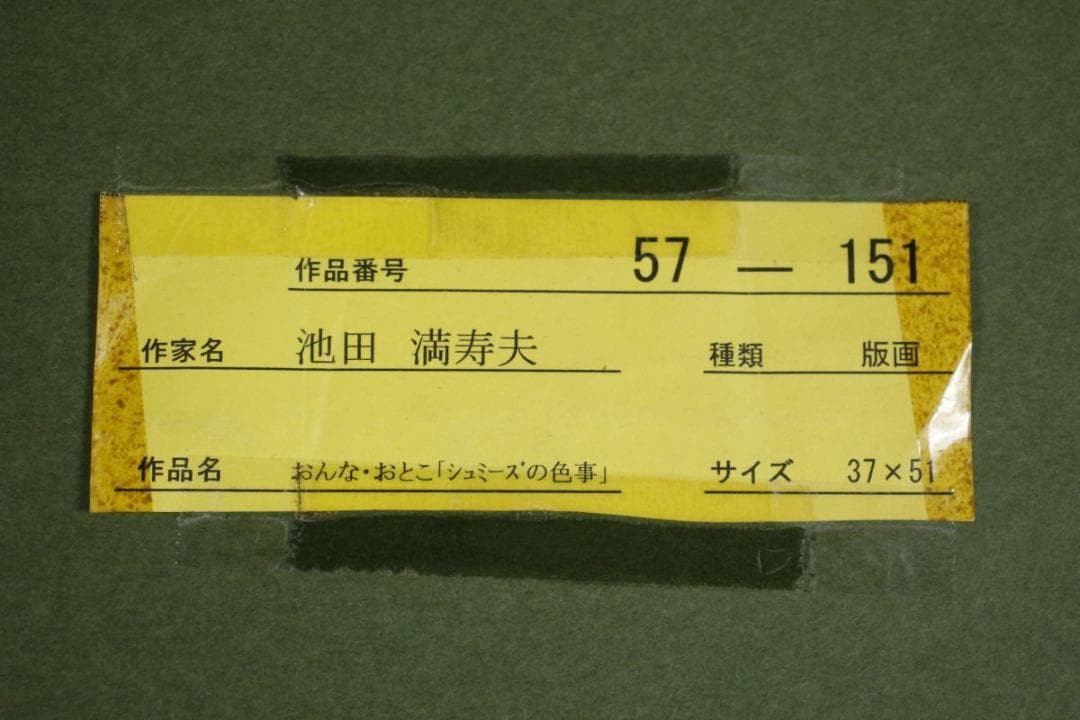 作品番号 57 — 151
作家名 池田 満寿夫 種類 版画
作品名 おんな・おとこ「シュミーズの色事」 サイズ 37×51